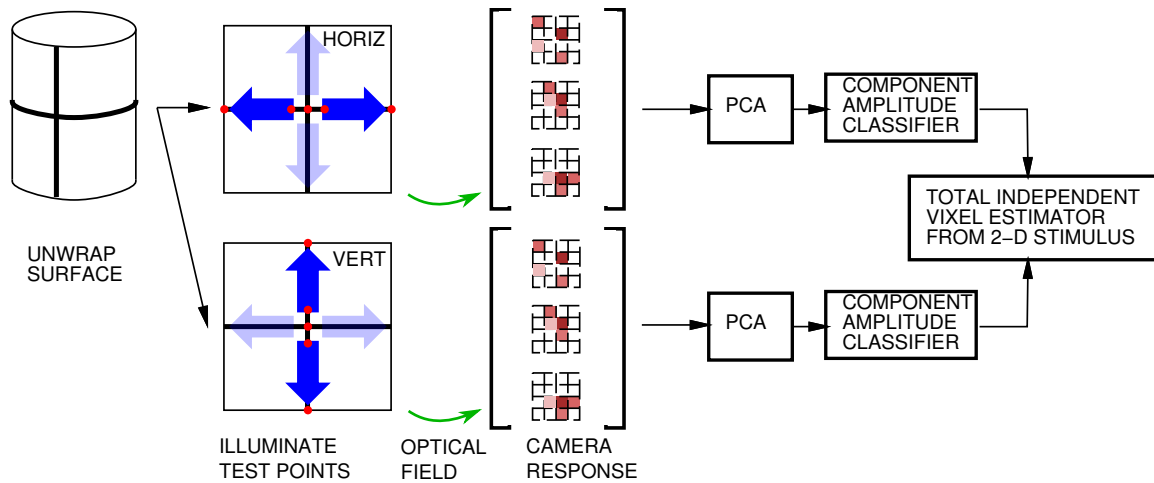 HORIZ
PCA
COMPONENT
AMPLITUDE
CLASSIFIER
TOTAL INDEPENDENT
VIXEL ESTIMATOR
FROM 2-D STIMULUS
UNWRAP
SURFACE
VERT
PCA
COMPONENT
AMPLITUDE
CLASSIFIER
ILLUMINATE
TEST POINTS
OPTICAL
FIELD
CAMERA
RESPONSE